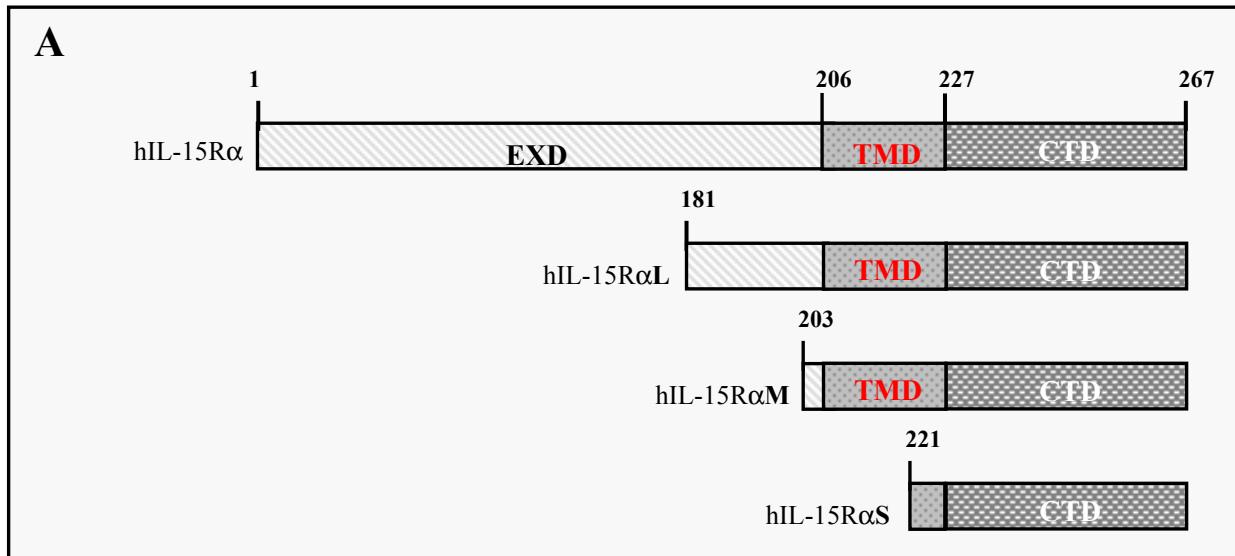 A
1 206 227 267
hIL-15Rα EXD TMD CTD
181
hIL-15RαL TMD CTD
203
hIL-15RαM TMD CTD
221
hIL-15RαS CTD